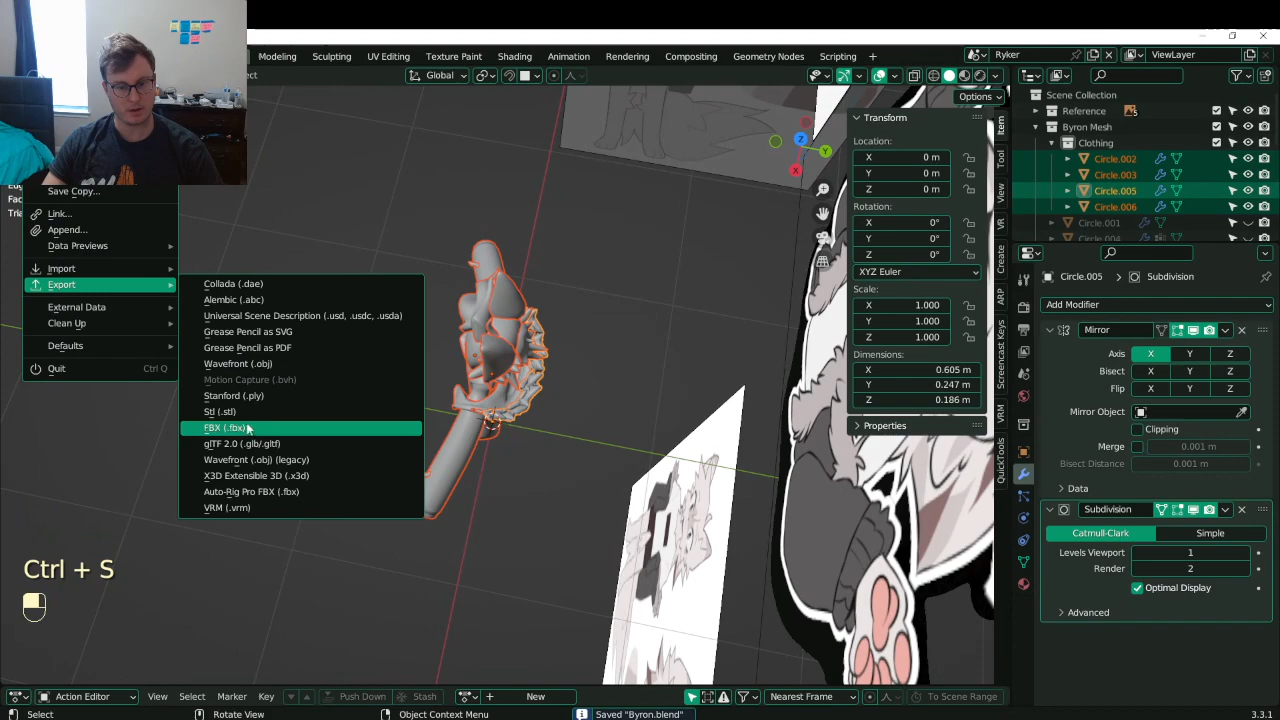 Modeling Sculpting UV Editing Texture Paint Shading Animation Rendering Compositing Geometry Nodes Scripting + Ryker ViewLayer
ect Global
Options
Save Copy...
Link...
Append...
Data Previews
Import
Export
External Data
Clean Up
Defaults
Quit Ctrl Q
Collada (.dae)
Alembic (.abc)
Universal Scene Description (.usd, .usdc, .usda)
Grease Pencil as SVG
Grease Pencil as PDF
Wavefront (.obj)
Motion Capture (.bvh)
Stanford (.ply)
Stl (.stl)
FBX (.fbx)
glTF 2.0 (.glb/.gltf)
Wavefront (.obj) (legacy)
X3D Extensible 3D (.x3d)
Auto-Rig Pro FBX (.fbx)
VRM (.vrm)
Ctrl + S
Z
Y
X
Transform
Location:
X 0 m
Y 0 m
Z 0 m
Rotation:
X 0°
Y 0°
Z 0°
XYZ Euler
Scale:
X 1.000
Y 1.000
Z 1.000
Dimensions:
X 0.605 m
Y 0.247 m
Z 0.186 m
Properties
Item
Tool
View
VR
Create
ARP
Screencast Keys
VRM
QuickTools
Scene Collection
Reference 5
Byron Mesh
Clothing
Circle.002
Circle.003
Circle.005
Circle.006
Circle.001
Circle.004
Circle.005 Subdivision
Add Modifier
Mirror
Axis X Y Z
Bisect X Y Z
Flip X Y Z
Mirror Object
Clipping
Merge 0.001 m
Bisect Distance 0.001 m
Data
Subdivision
Catmull-Clark Simple
Levels Viewport 1
Render 2
Optimal Display
Advanced
Action Editor View Select Marker Key Push Down Stash + New Nearest Frame To Scene Range
Select Rotate View Object Context Menu Saved "Byron.blend" 3.3.1